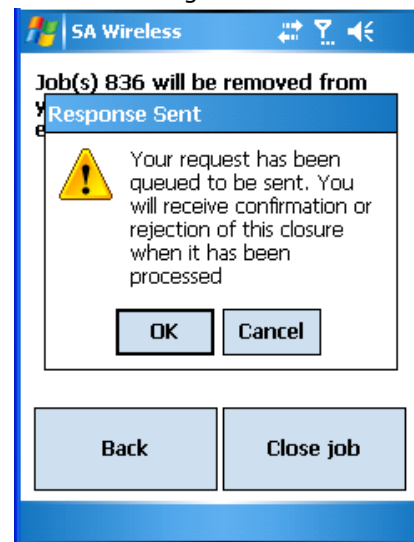 SA Wireless
Job(s) 836 will be removed from
Response Sent
Your request has been
queued to be sent. You
will receive confirmation or
rejection of this closure
when it has been
processed
OK Cancel
Back Close job